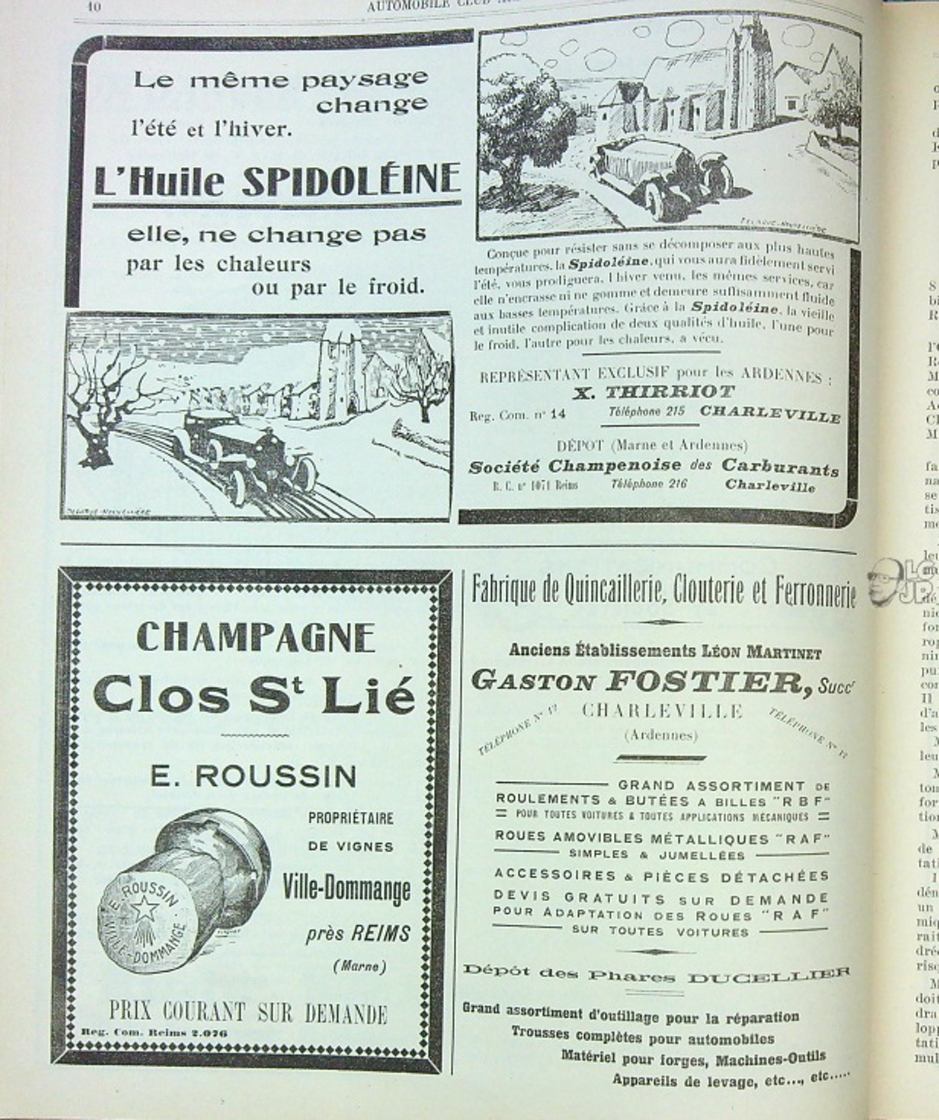 10
AUTOMOBILE CLUB
Le même paysage
change
l'été et l'hiver.
L'Huile SPIDOLÉINE
elle, ne change pas
par les chaleurs
ou par le froid.
Conçue pour résister sans se décomposer aux plus hautes
températures, la Spidoléine, qui vous aura fidèlement servi
l'été, vous prodiguera, l'hiver venu, les mêmes services, car
elle n'encrasse ni ne gomme et demeure suffisamment fluide
aux basses températures. Grâce à la Spidoléine, la vieille
et inutile complication de deux qualités d'huile, l'une pour
le froid, l'autre pour les chaleurs, a vécu.
REPRÉSENTANT EXCLUSIF pour les ARDENNES :
X. THIRRIOT
Reg. Com. n° 14 Téléphone 215 CHARLEVILLE
DÉPOT (Marne et Ardennes)
Société Champenoise des Carburants
R. C. n° 1071 Reims Téléphone 216 Charleville
CHAMPAGNE
Clos St Lié
E. ROUSSIN
PROPRIÉTAIRE
DE VIGNES
Ville-Dommange
près REIMS
(Marne)
E. ROUSSIN
VILLE-DOMMANGE
PRIX COURANT SUR DEMANDE
Reg. Com. Reims 2.026
Fabrique de Quincaillerie, Clouterie et Ferronnerie
Anciens Établissements LÉON MARTINET
GASTON FOSTIER, Succr
CHARLEVILLE
(Ardennes)
TÉLÉPHONE N° 12
TÉLÉPHONE N° 12
GRAND ASSORTIMENT DE
ROULEMENTS & BUTÉES A BILLES "RBF"
POUR TOUTES VOITURES & TOUTES APPLICATIONS MÉCANIQUES
ROUES AMOVIBLES MÉTALLIQUES "RAF"
SIMPLES & JUMELLÉES
ACCESSOIRES & PIÈCES DÉTACHÉES
DEVIS GRATUITS SUR DEMANDE
POUR ADAPTATION DES ROUES "RAF"
SUR TOUTES VOITURES
Dépôt des Phares DUCELLIER
Grand assortiment d'outillage pour la réparation
Trousses complètes pour automobiles
Matériel pour forges, Machines-Outils
Appareils de levage, etc..., etc.....